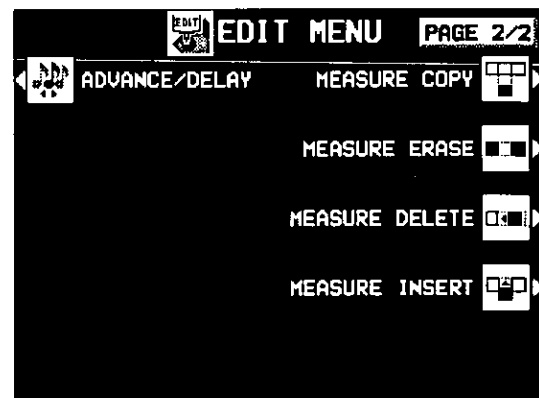 EDIT EDIT MENU PAGE 2/2
ADVANCE/DELAY MEASURE COPY
MEASURE ERASE
MEASURE DELETE
MEASURE INSERT